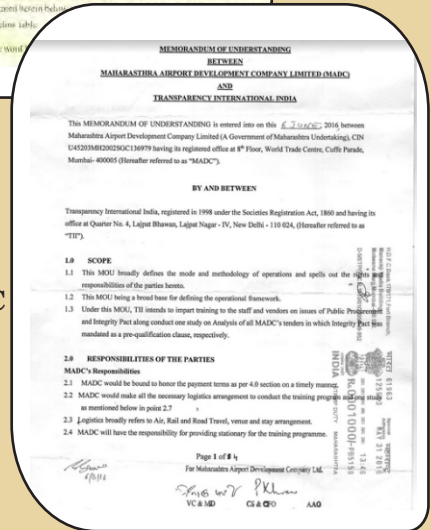 zoned herein below
MEMORANDUM OF UNDERSTANDING
BETWEEN
MAHARASTHRA AIRPORT DEVELOPMENT COMPANY LIMITED (MADC)
AND
TRANSPARENCY INTERNATIONAL INDIA
This MEMORANDUM OF UNDERSTANDING is entered into on this 6 JUNE, 2016 between
Maharashtra Airport Development Company Limited (A Government of Maharashtra Undertaking), CIN
U45203MH2002SGC136979 having its registered office at 8th Floor, World Trade Centre, Cuffe Parade,
Mumbai- 400005 (Hereafter referred to as "MADC").
BY AND BETWEEN
Transparency International India, registered in 1998 under the Societies Registration Act, 1860 and having its
office at Quarter No. 4, Lajpat Bhawan, Lajpat Nagar - IV, New Delhi - 110 024, (Hereafter referred to as
"TII").
1.0 SCOPE
1.1 This MOU broadly defines the mode and methodology of operations and spells out the rights and
responsibilities of the parties hereto.
1.2 This MOU being a broad base for defining the operational framework.
1.3 Under this MOU, TII intends to impart training to the staff and vendors on issues of Public Procurement
and Integrity Pact along conduct one study on Analysis of all MADC's tenders in which Integrity Pact was
mandated as a pre-qualification clause, respectively.
2.0 RESPONSIBILITIES OF THE PARTIES
MADC's Responsibilities
2.1 MADC would be bound to honor the payment terms as per 4.0 section on a timely manner.
2.2 MADC would make all the necessary logistics arrangement to conduct the training program and one study
as mentioned below in point 2.7
2.3 Logistics broadly refers to Air, Rail and Road Travel, venue and stay arrangement.
2.4 MADC will have the responsibility for providing stationary for the training programme.
Page 1 of 4
For Maharashtra Airport Development Company Ltd.
VC & MD CS & CFO AAO
INDIA
STAMP DUTY MAHARASHTRA
C